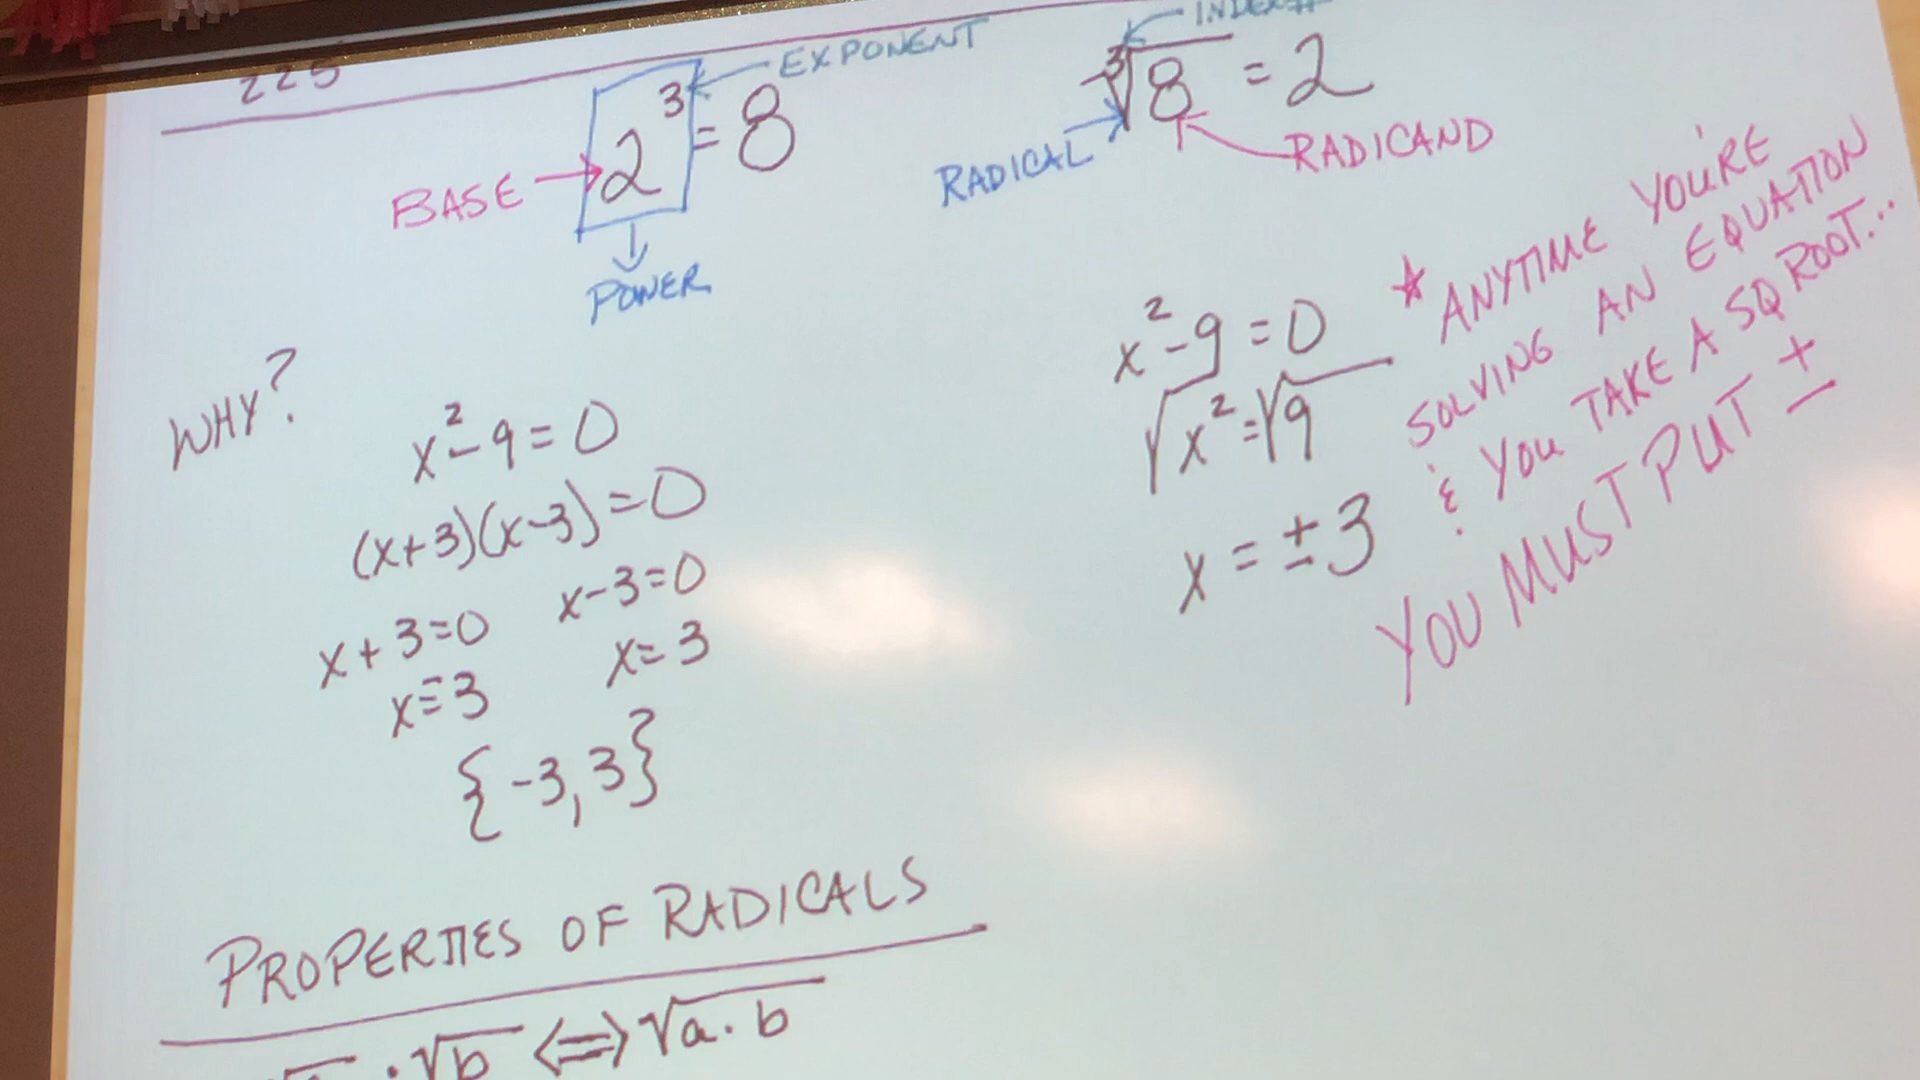 225
EXPONENT
2³ = 8
BASE
POWER
INDEX #
∛8 = 2
RADICAL
RADICAND
WHY?
x² - 9 = 0
(x+3)(x-3) = 0
x+3=0 x-3=0
x=-3 x=3
{-3, 3}
x² - 9 = 0
√x² = √9
x = ±3
* ANYTIME YOU'RE
SOLVING AN EQUATION
& YOU TAKE A SQ ROOT...
YOU MUST PUT ±
PROPERTIES OF RADICALS
· √b ⟺ √a · b